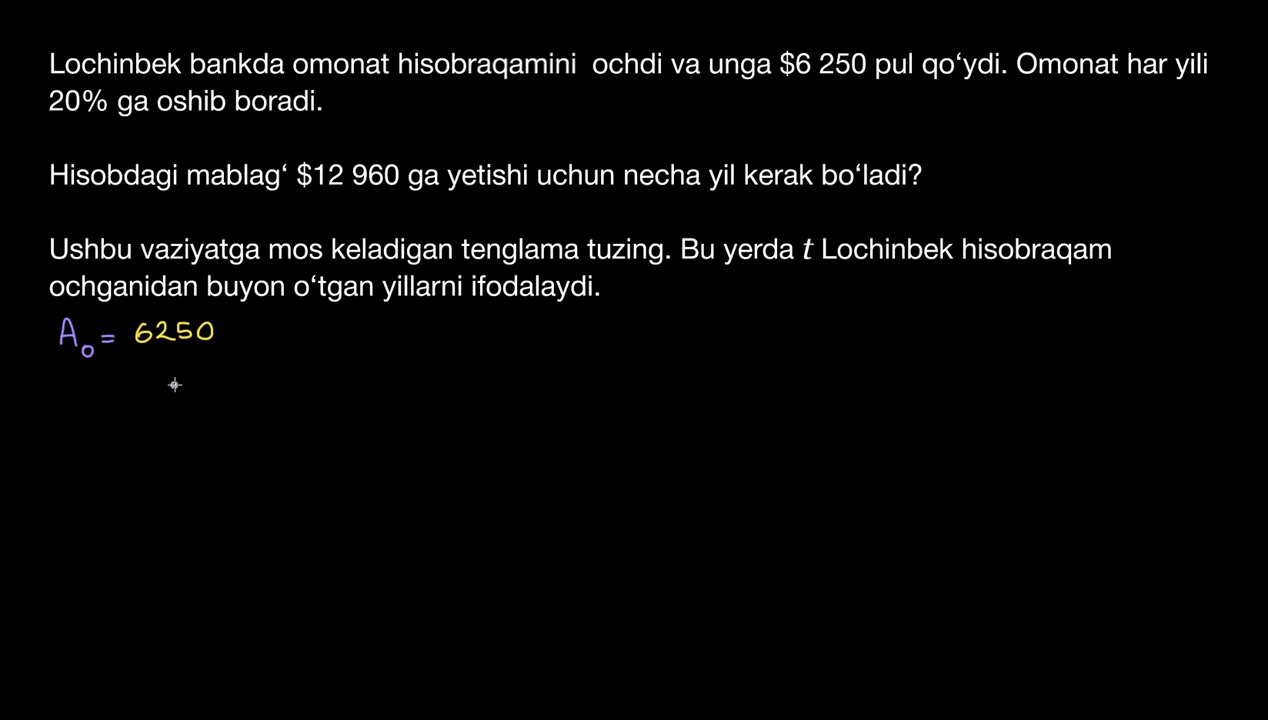 Lochinbek bankda omonat hisobraqamini ochdi va unga $6 250 pul qo‘ydi. Omonat har yili
20% ga oshib boradi.
Hisobdagi mablag‘ $12 960 ga yetishi uchun necha yil kerak bo‘ladi?
Ushbu vaziyatga mos keladigan tenglama tuzing. Bu yerda t Lochinbek hisobraqam
ochganidan buyon o‘tgan yillarni ifodalaydi.
A₀ = 6250